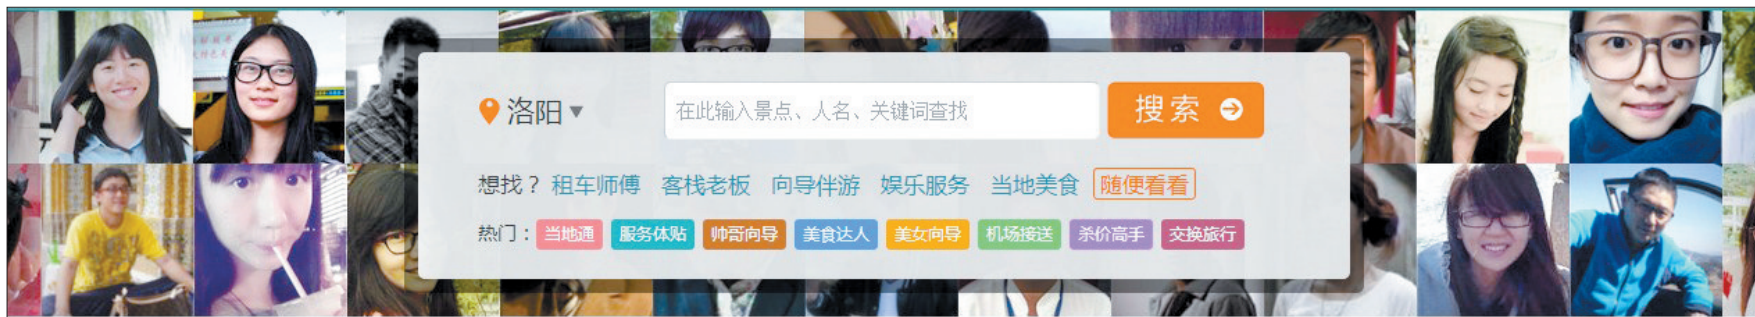 洛阳
在此输入景点、人名、关键词查找
搜索
想找？ 租车师傅 客栈老板 向导伴游 娱乐服务 当地美食 随便看看
热门： 当地通 服务体贴 帅哥向导 美食达人 美女向导 机场接送 杀价高手 交换旅行